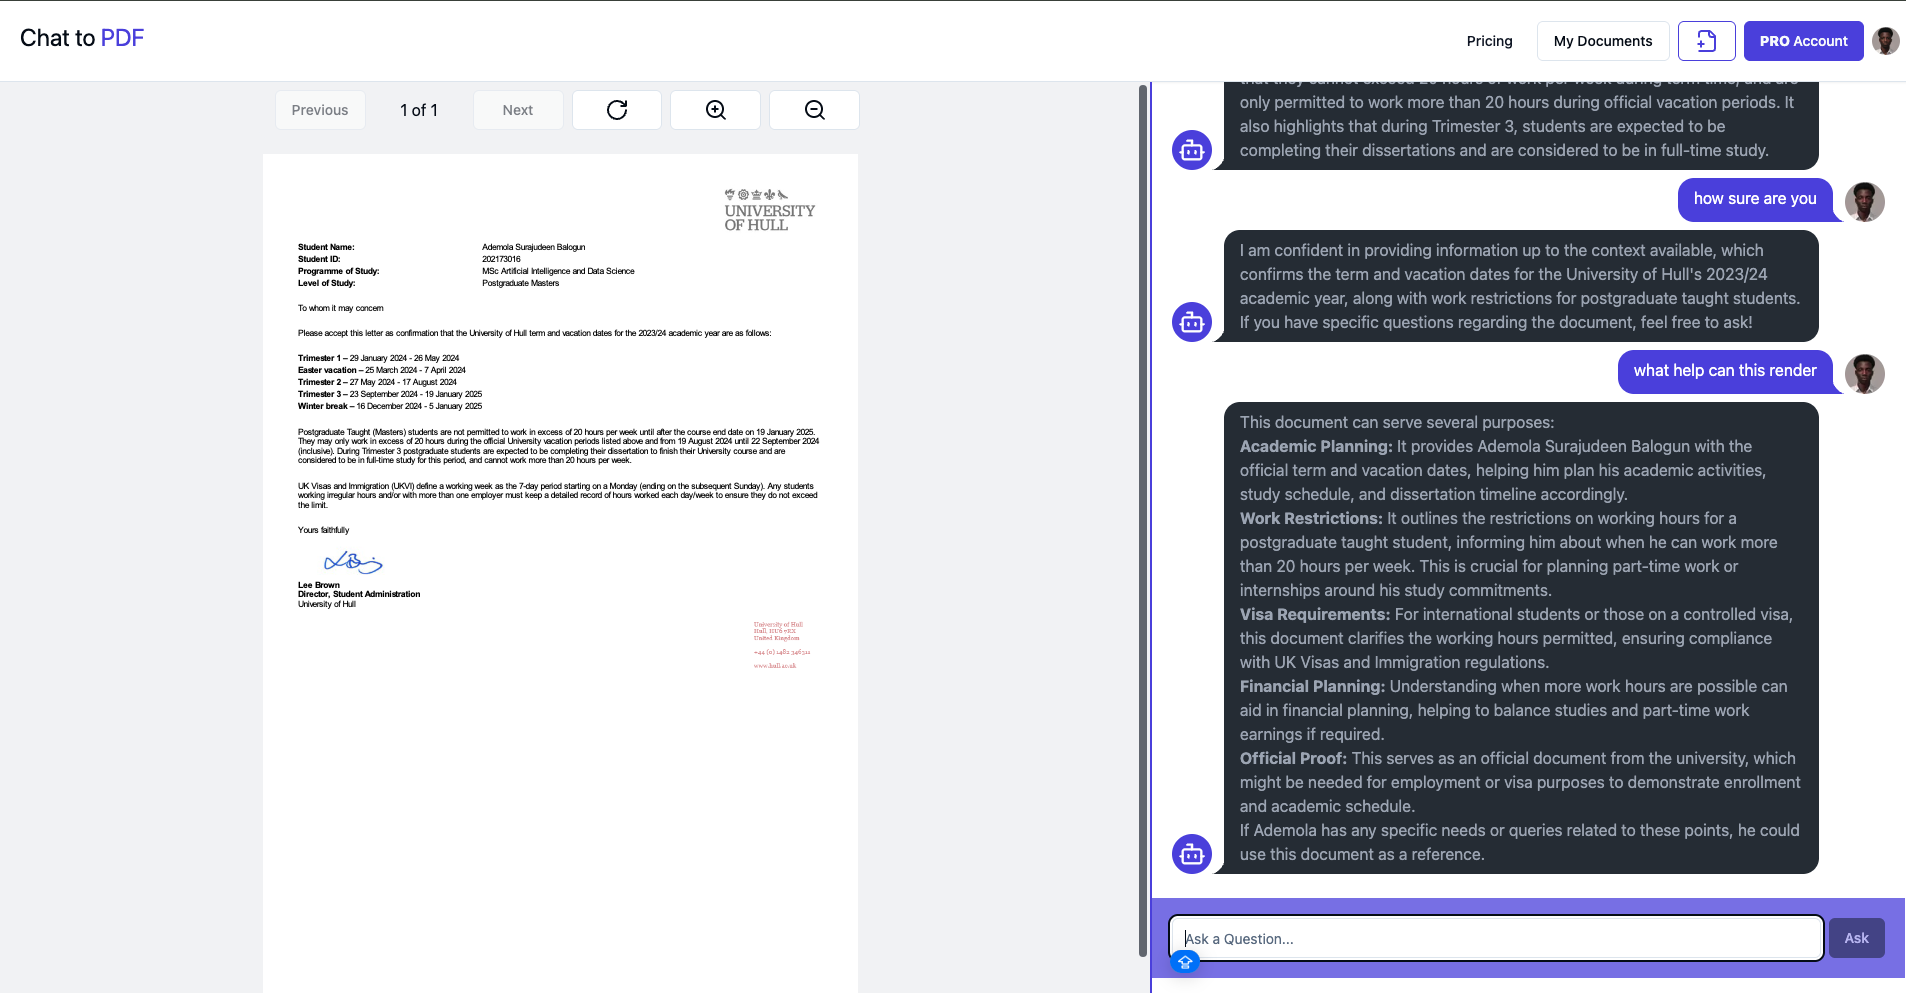 Chat to PDF
Pricing
My Documents
PRO Account
Previous
1 of 1
Next
UNIVERSITY
OF HULL
Student Name: Ademola Surajudeen Balogun
Student ID: 202173016
Programme of Study: MSc Artificial Intelligence and Data Science
Level of Study: Postgraduate Masters
To whom it may concern
Please accept this letter as confirmation that the University of Hull term and vacation dates for the 2023/24 academic year are as follows:
Trimester 1 – 29 January 2024 - 26 May 2024
Easter vacation – 25 March 2024 - 7 April 2024
Trimester 2 – 27 May 2024 - 17 August 2024
Trimester 3 – 23 September 2024 - 19 January 2025
Winter break – 16 December 2024 - 5 January 2025
Postgraduate Taught (Masters) students are not permitted to work in excess of 20 hours per week until after the course end date on 19 January 2025.
They may only work in excess of 20 hours during the official University vacation periods listed above and from 19 August 2024 until 22 September 2024
(inclusive). During Trimester 3 postgraduate students are expected to be completing their dissertation to finish their University course and are
considered to be in full-time study for this period, and cannot work more than 20 hours per week.
UK Visas and Immigration (UKVI) define a working week as the 7-day period starting on a Monday (ending on the subsequent Sunday). Any students
working irregular hours and/or with more than one employer must keep a detailed record of hours worked each day/week to ensure they do not exceed
the limit.
Yours faithfully
Lee Brown
Director, Student Administration
University of Hull
University of Hull
Hull, HU6 7RX
United Kingdom
www.hull.ac.uk
that they cannot exceed 20 hours of work per week during term time, and are
only permitted to work more than 20 hours during official vacation periods. It
also highlights that during Trimester 3, students are expected to be
completing their dissertations and are considered to be in full-time study.
how sure are you
I am confident in providing information up to the context available, which
confirms the term and vacation dates for the University of Hull's 2023/24
academic year, along with work restrictions for postgraduate taught students.
If you have specific questions regarding the document, feel free to ask!
what help can this render
This document can serve several purposes:
Academic Planning: It provides Ademola Surajudeen Balogun with the
official term and vacation dates, helping him plan his academic activities,
study schedule, and dissertation timeline accordingly.
Work Restrictions: It outlines the restrictions on working hours for a
postgraduate taught student, informing him about when he can work more
than 20 hours per week. This is crucial for planning part-time work or
internships around his study commitments.
Visa Requirements: For international students or those on a controlled visa,
this document clarifies the working hours permitted, ensuring compliance
with UK Visas and Immigration regulations.
Financial Planning: Understanding when more work hours are possible can
aid in financial planning, helping to balance studies and part-time work
earnings if required.
Official Proof: This serves as an official document from the university, which
might be needed for employment or visa purposes to demonstrate enrollment
and academic schedule.
If Ademola has any specific needs or queries related to these points, he could
use this document as a reference.
Ask a Question...
Ask